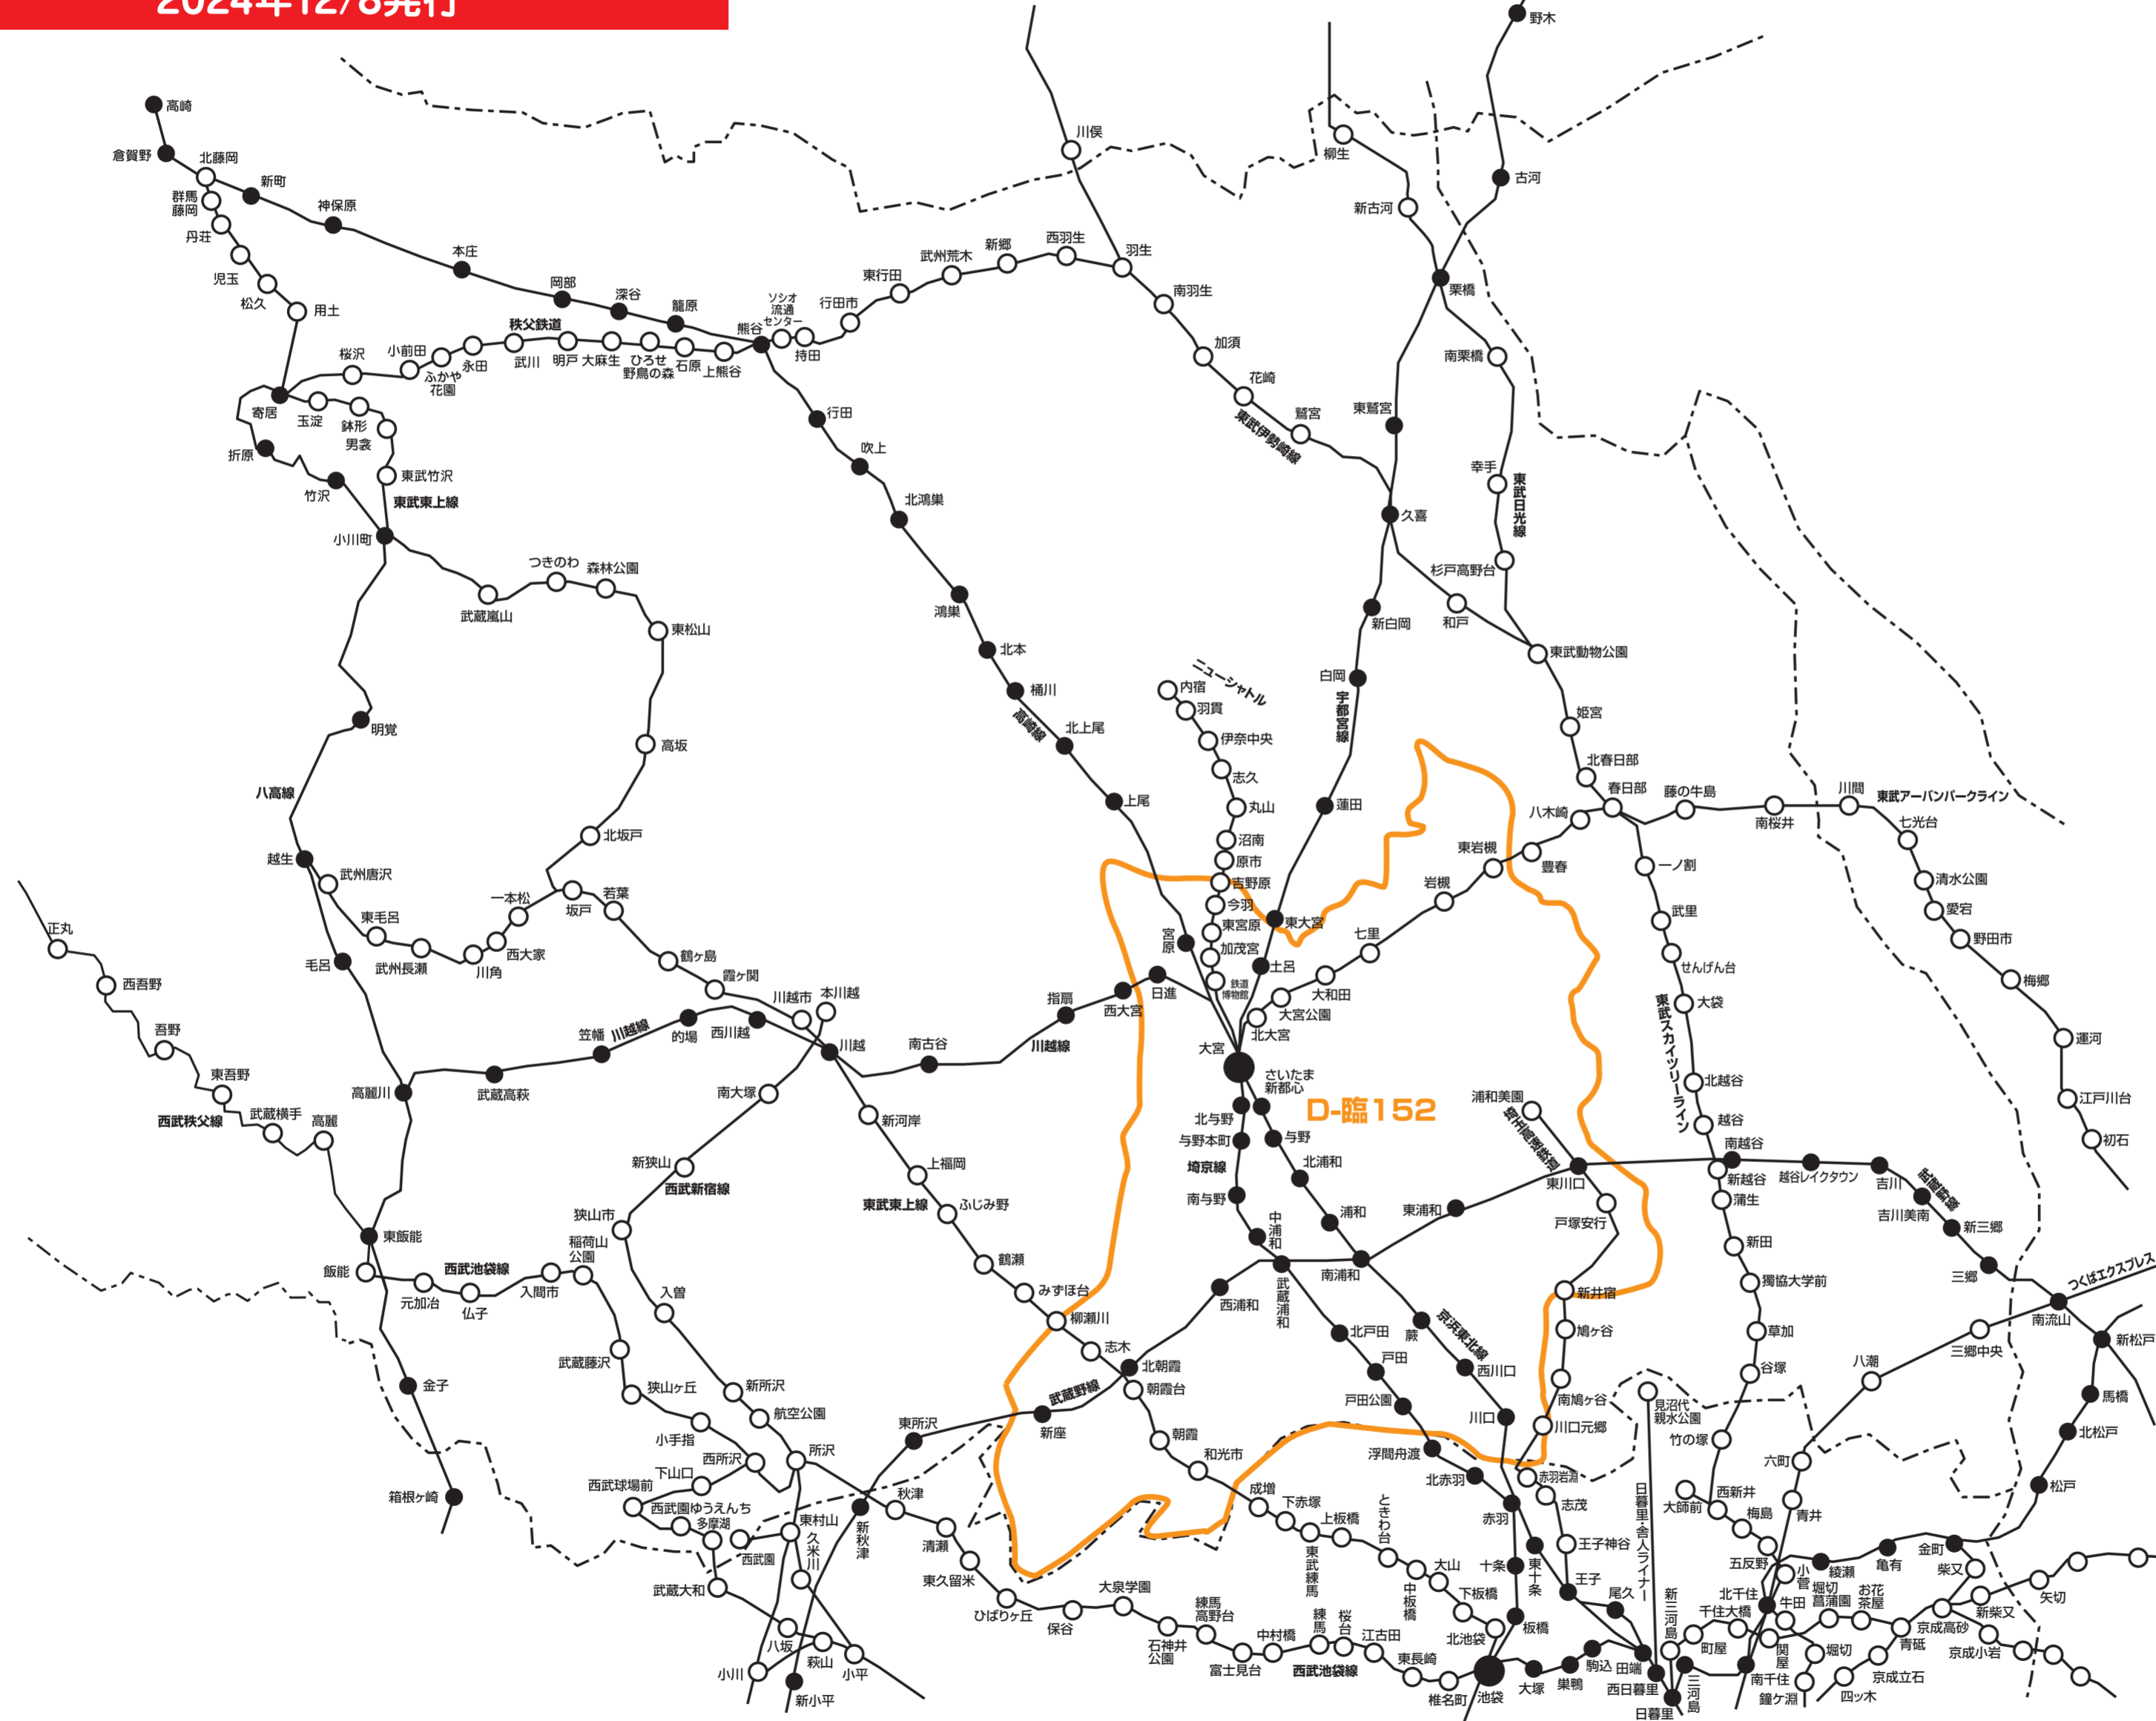 2024年12/6発行
野木
高崎
倉賀野
北藤岡
新町
群馬
藤岡
丹荘
児玉
松久
用土
神保原
本庄
岡部
深谷
籠原
熊谷
ソシオ
流通
センター
持田
行田市
東行田
武州荒木
新郷
西羽生
羽生
川俣
柳生
新古河
古河
栗橋
南栗橋
南羽生
加須
花崎
鷲宮
東武伊勢崎線
東鷲宮
幸手
東武日光線
久喜
杉戸高野台
和戸
新白岡
白岡
宇都宮線
東武動物公園
姫宮
北春日部
春日部
八木崎
藤の牛島
南桜井
川間
東武アーバンパークライン
七光台
清水公園
愛宕
野田市
梅郷
運河
江戸川台
初石
秩父鉄道
桜沢
小前田
ふかや
花園
永田
武川
明戸
大麻生
ひろせ
野鳥の森
石原
上熊谷
寄居
玉淀
鉢形
男衾
折原
竹沢
東武竹沢
東武東上線
小川町
行田
吹上
北鴻巣
鴻巣
北本
桶川
高崎線
北上尾
上尾
つきのわ
森林公園
武蔵嵐山
東松山
高坂
北坂戸
明覚
八高線
越生
武州唐沢
東毛呂
武州長瀬
川角
西大家
一本松
坂戸
若葉
鶴ヶ島
霞ヶ関
川越市
本川越
毛呂
ニューシャトル
内宿
羽貫
伊奈中央
志久
丸山
沼南
原市
吉野原
今羽
東宮原
加茂宮
鉄道
博物館
宮原
蓮田
東大宮
土呂
七里
岩槻
東岩槻
豊春
大和田
大宮公園
北大宮
大宮
一ノ割
武里
せんげん台
大袋
東武スカイツリーライン
北越谷
越谷
南越谷
新越谷
蒲生
新田
獨協大学前
草加
谷塚
越谷レイクタウン
吉川
武蔵野線
吉川美南
新三郷
三郷
南流山
つくばエクスプレス
新松戸
三郷中央
八潮
馬橋
北松戸
松戸
正丸
西吾野
吾野
東吾野
西武秩父線
武蔵横手
高麗
高麗川
武蔵高萩
笠幡
川越線
的場
西川越
川越
南古谷
川越線
指扇
西大宮
日進
南大塚
新狭山
西武新宿線
狭山市
稲荷山
公園
入曽
新河岸
上福岡
東武東上線
ふじみ野
鶴瀬
みずほ台
柳瀬川
志木
北朝霞
朝霞台
朝霞
和光市
さいたま
新都心
D-臨152
北与野
与野本町
埼京線
南与野
中浦和
武蔵浦和
与野
北浦和
浦和
南浦和
西浦和
東浦和
東川口
浦和美園
埼玉高速鉄道
戸塚安行
新井宿
鳩ヶ谷
南鳩ヶ谷
川口元郷
北戸田
戸田
戸田公園
浮間舟渡
北赤羽
蕨
京浜東北線
西川口
川口
赤羽
赤羽岩淵
志茂
王子神谷
王子
東十条
十条
尾久
見沼代
親水公園
竹の塚
日暮里・舎人ライナー
西新井
大師前
梅島
五反野
小菅
六町
青井
東飯能
飯能
元加治
西武池袋線
仏子
入間市
武蔵藤沢
狭山ヶ丘
小手指
西所沢
下山口
西武球場前
西武園ゆうえんち
多摩湖
西武園
武蔵大和
新所沢
航空公園
所沢
東村山
久米川
新秋津
秋津
東所沢
新座
武蔵野線
金子
箱根ヶ崎
八坂
萩山
小川
小平
新小平
清瀬
東久留米
ひばりヶ丘
保谷
大泉学園
石神井
公園
練馬
高野台
富士見台
中村橋
練馬
桜台
西武池袋線
江古田
東長崎
椎名町
池袋
成増
下赤塚
東武練馬
上板橋
ときわ台
中板橋
大山
下板橋
北池袋
板橋
大塚
巣鴨
駒込
田端
西日暮里
日暮里
三河島
新三河島
町屋
千住大橋
北千住
南千住
関屋
牛田
堀切
菖蒲園
お花
茶屋
綾瀬
亀有
金町
柴又
矢切
新柴又
京成高砂
京成小岩
青砥
京成立石
四ツ木
堀切
鐘ケ淵